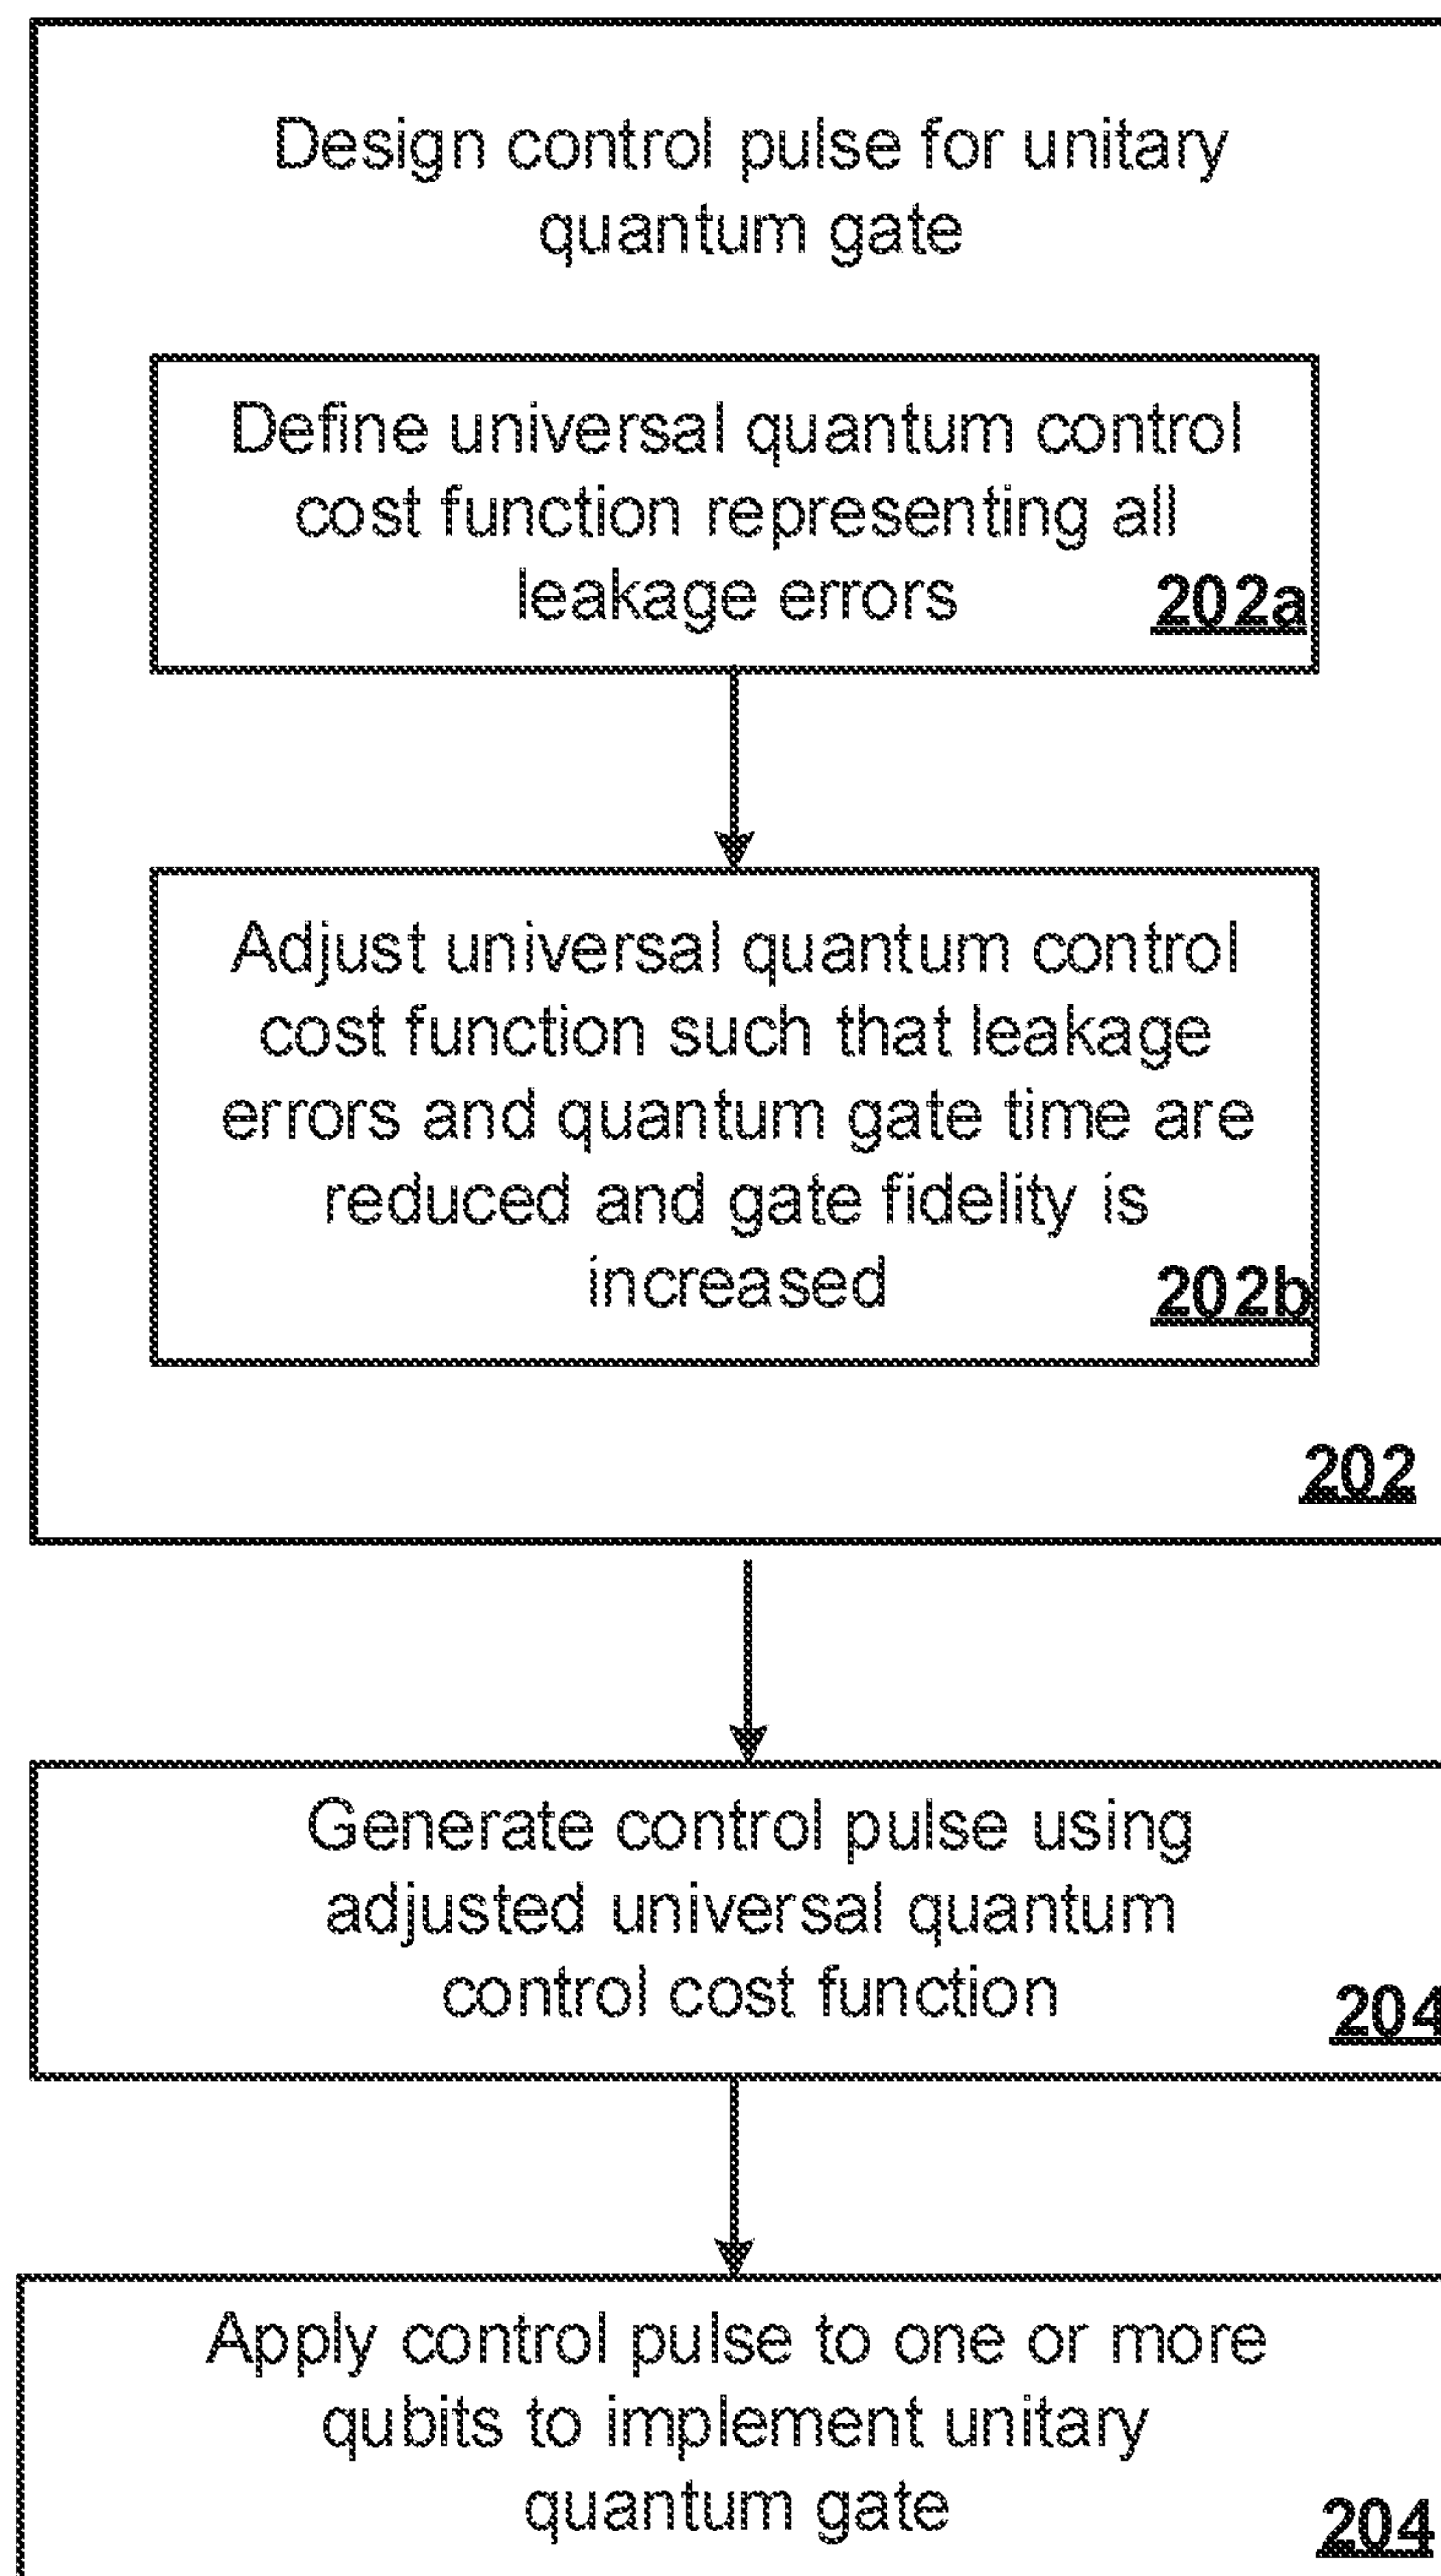 Design control pulse for unitary
quantum gate
Define universal quantum control
cost function representing all
leakage errors
202a
Adjust universal quantum control
cost function such that leakage
errors and quantum gate time are
reduced and gate fidelity is
increased
202b
202
Generate control pulse using
adjusted universal quantum
control cost function
204
Apply control pulse to one or more
qubits to implement unitary
quantum gate
204